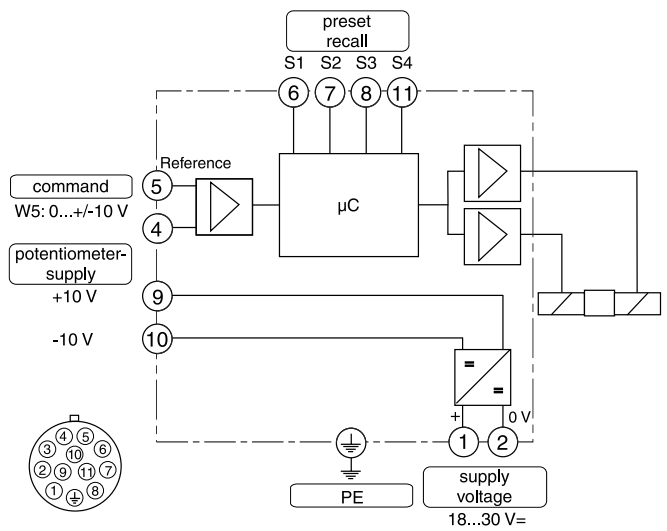 preset
recall
S1 S2 S3 S4
6 7 8 11
Reference
5
command
W5: 0...+/-10 V
4
µC
potentiometer-
supply
+10 V
9
-10 V
10
=
=
+ 0 V
1 2
PE
supply
voltage
18...30 V=
4 5
3 10 6
2 9 11 7
1 8